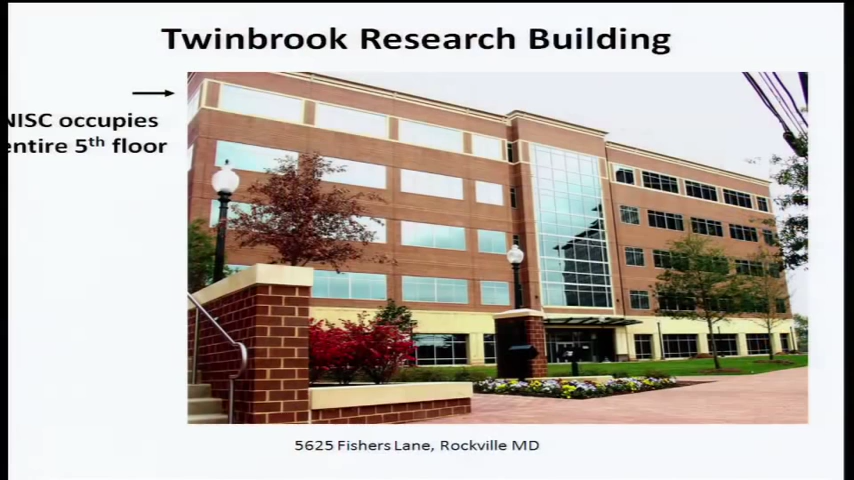 Twinbrook Research Building
NISC occupies
entire 5th floor
5625 Fishers Lane, Rockville MD